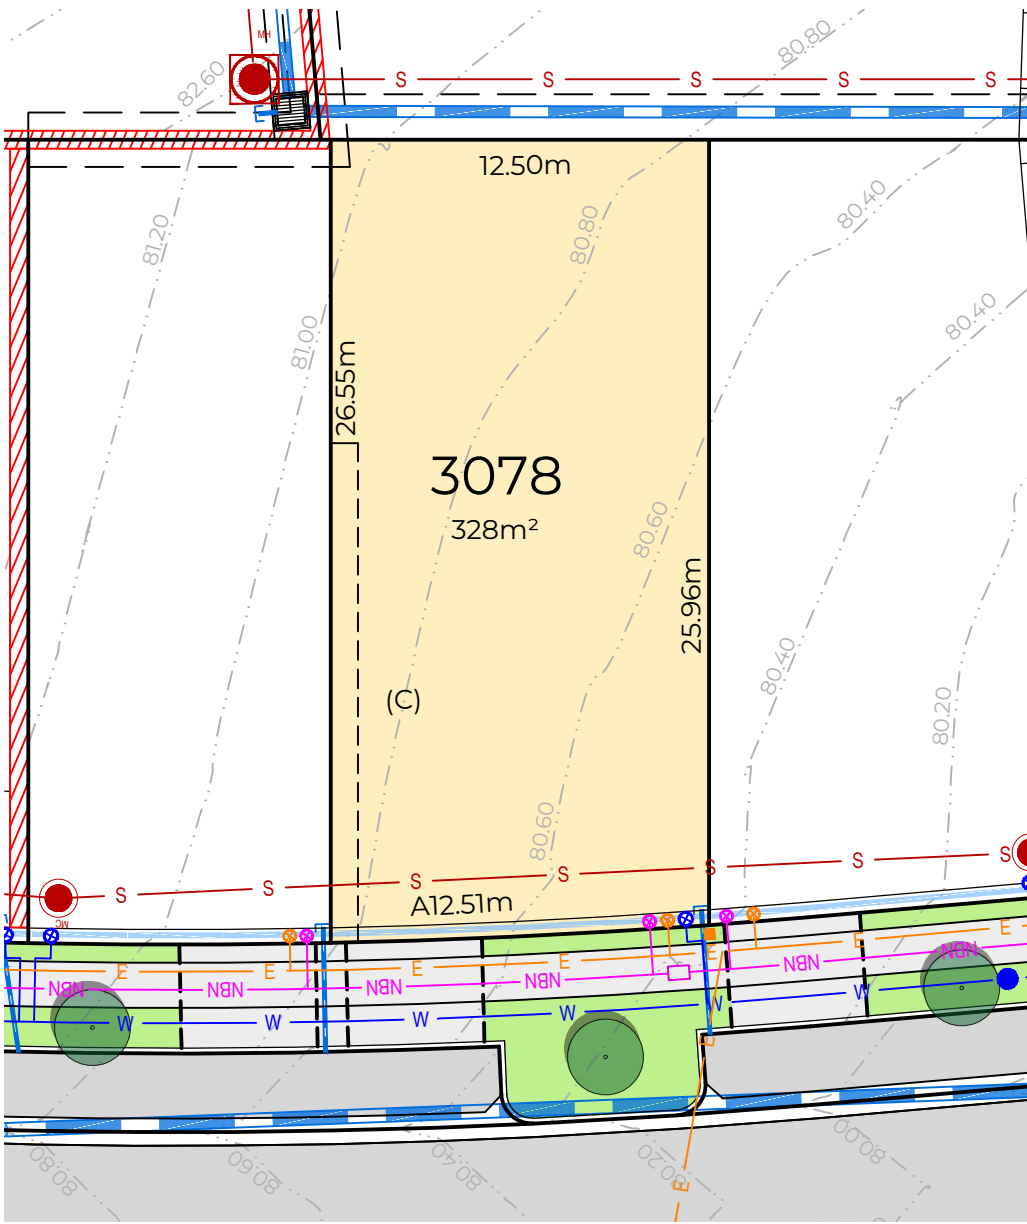 MH
82.60
80.80
S S S S S
12.50m
80.40
81.20
80.80
80.40
81.00
26.55m
3078
328m²
80.60
25.96m
80.40
(C)
80.20
80.60
S S S S S S S
A12.51m
MC
E E E E E E E
NBN NBN NBN NBN NBN NBN
W W W W W W
E
80.80
80.60
80.40
80.20
80.00
E